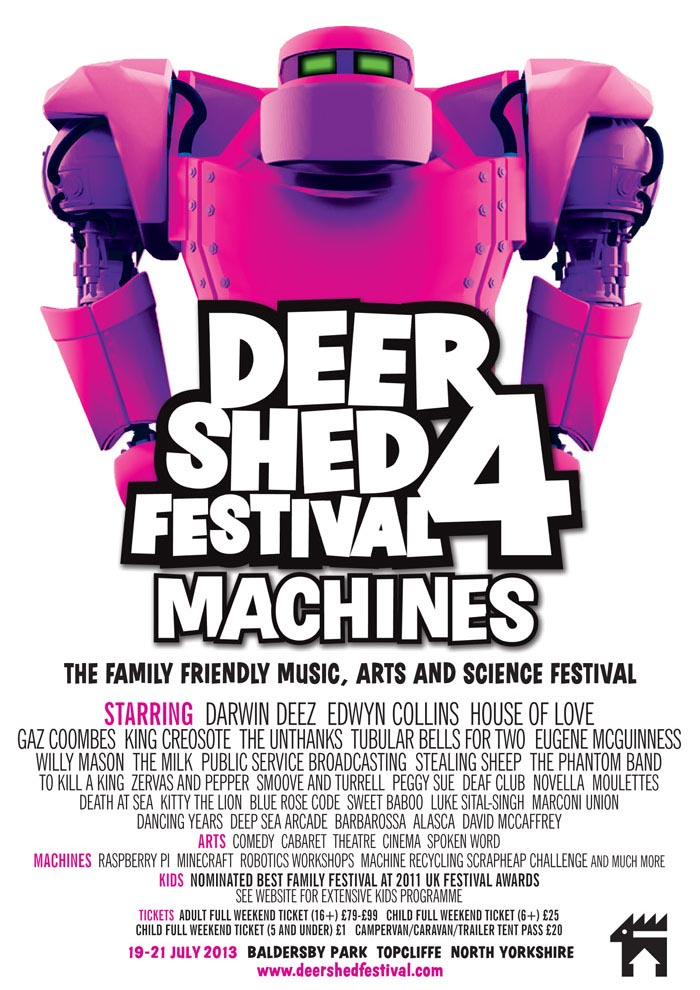 DEER
SHED 4
FESTIVAL
MACHINES
THE FAMILY FRIENDLY MUSIC, ARTS AND SCIENCE FESTIVAL
STARRING DARWIN DEEZ EDWYN COLLINS HOUSE OF LOVE
GAZ COOMBES KING CREOSOTE THE UNTHANKS TUBULAR BELLS FOR TWO EUGENE MCGUINNESS
WILLY MASON THE MILK PUBLIC SERVICE BROADCASTING STEALING SHEEP THE PHANTOM BAND
TO KILL A KING ZERVAS AND PEPPER SMOOVE AND TURRELL PEGGY SUE DEAF CLUB NOVELLA MOULETTES
DEATH AT SEA KITTY THE LION BLUE ROSE CODE SWEET BABOO LUKE SITAL-SINGH MARCONI UNION
DANCING YEARS DEEP SEA ARCADE BARBAROSSA ALASCA DAVID MCCAFFREY
ARTS COMEDY CABARET THEATRE CINEMA SPOKEN WORD
MACHINES RASPBERRY PI MINECRAFT ROBOTICS WORKSHOPS MACHINE RECYCLING SCRAPHEAP CHALLENGE AND MUCH MORE
KIDS NOMINATED BEST FAMILY FESTIVAL AT 2011 UK FESTIVAL AWARDS
SEE WEBSITE FOR EXTENSIVE KIDS PROGRAMME
TICKETS ADULT FULL WEEKEND TICKET (16+) £79-£99 CHILD FULL WEEKEND TICKET (6+) £25
CHILD FULL WEEKEND TICKET (5 AND UNDER) £1 CAMPERVAN/CARAVAN/TRAILER TENT PASS £20
19-21 JULY 2013 BALDERSBY PARK TOPCLIFFE NORTH YORKSHIRE
www.deershedfestival.com